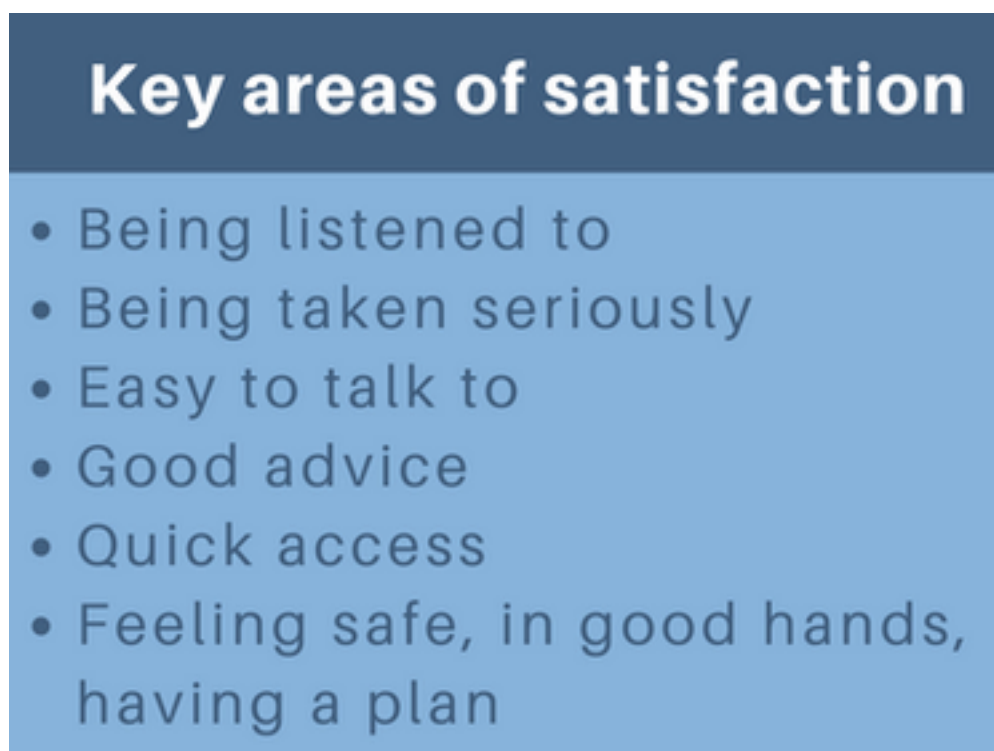 Key areas of satisfaction
• Being listened to
• Being taken seriously
• Easy to talk to
• Good advice
• Quick access
• Feeling safe, in good hands,
having a plan